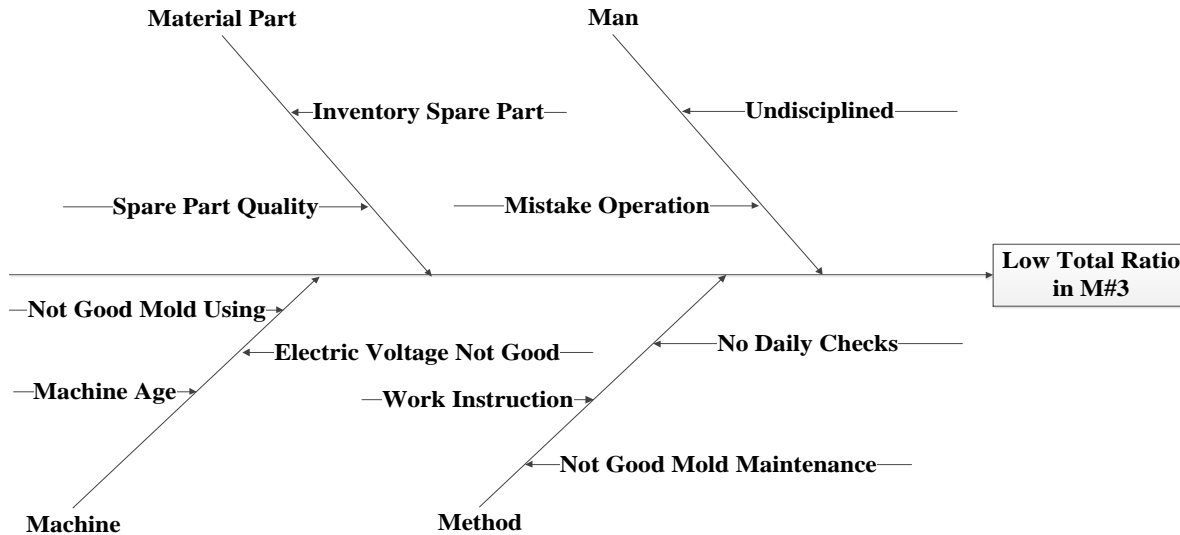 Material Part
Man
Inventory Spare Part
Undisciplined
Spare Part Quality
Mistake Operation
Low Total Ratio
in M#3
Not Good Mold Using
Electric Voltage Not Good
No Daily Checks
Machine Age
Work Instruction
Not Good Mold Maintenance
Machine
Method